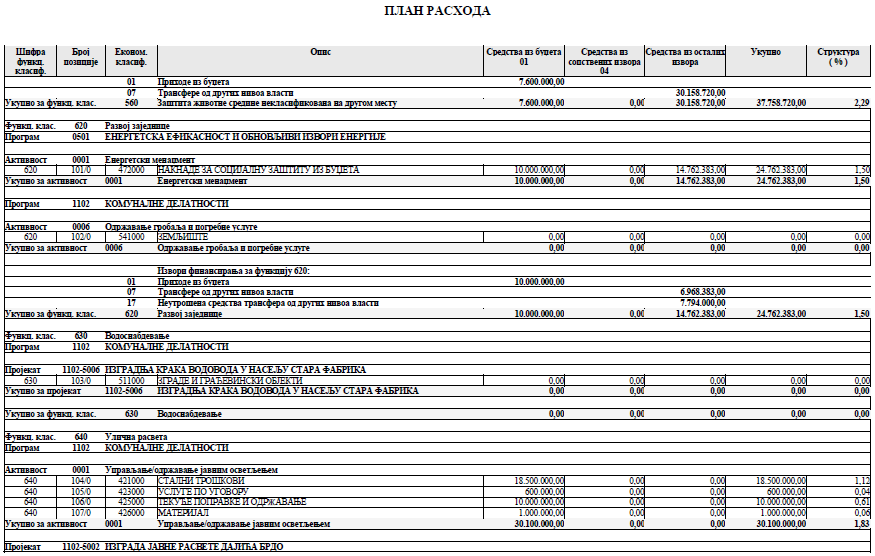 ПЛАН РАСХОДА
Шифра функц. класиф. Број позиције Економ. класиф. Опис Средства из буџета 01 Средства из сопствених извора 04 Средства из осталих извора Укупно Структура ( % )
01 Приходе из буџета 7.600.000,00
07 Трансфере од других нивоа власти 30.158.720,00
Укупно за функц. клас. 560 Заштита животне средине некласификована на другом месту 7.600.000,00 0,00 30.158.720,00 37.758.720,00 2,29
Функц. клас. 620 Развој заједнице
Програм 0501 ЕНЕРГЕТСКА ЕФИКАСНОСТ И ОБНОВЉИВИ ИЗВОРИ ЕНЕРГИЈЕ
Активност 0001 Енергетски менаџмент
620 101/0 472000 НАКНАДЕ ЗА СОЦИЈАЛНУ ЗАШТИТУ ИЗ БУЏЕТА 10.000.000,00 0,00 14.762.383,00 24.762.383,00 1,50
Укупно за активност 0001 Енергетски менаџмент 10.000.000,00 0,00 14.762.383,00 24.762.383,00 1,50
Програм 1102 КОМУНАЛНЕ ДЕЛАТНОСТИ
Активност 0006 Одржавање гробаља и погребне услуге
620 102/0 541000 ЗЕМЉИШТЕ 0,00 0,00 0,00 0,00 0,00
Укупно за активност 0006 Одржавање гробаља и погребне услуге 0,00 0,00 0,00 0,00 0,00
Извори финансирања за функцију 620:
01 Приходе из буџета 10.000.000,00
07 Трансфере од других нивоа власти 6.968.383,00
17 Неутрошена средства трансфера од других нивоа власти 7.794.000,00
Укупно за функц. клас. 620 Развој заједнице 10.000.000,00 0,00 14.762.383,00 24.762.383,00 1,50
Функц. клас. 630 Водоснабдевање
Програм 1102 КОМУНАЛНЕ ДЕЛАТНОСТИ
Пројекат 1102-5006 ИЗГРАДЊА КРАКА ВОДОВОДА У НАСЕЉУ СТАРА ФАБРИКА
630 103/0 511000 ЗГРАДЕ И ГРАЂЕВИНСКИ ОБЈЕКТИ 0,00 0,00 0,00 0,00 0,00
Укупно за пројекат 1102-5006 ИЗГРАДЊА КРАКА ВОДОВОДА У НАСЕЉУ СТАРА ФАБРИКА 0,00 0,00 0,00 0,00 0,00
Укупно за функц. клас. 630 Водоснабдевање 0,00 0,00 0,00 0,00 0,00
Функц. клас. 640 Улична расвета
Програм 1102 КОМУНАЛНЕ ДЕЛАТНОСТИ
Активност 0001 Управљање/одржавање јавним осветљењем
640 104/0 421000 СТАЛНИ ТРОШКОВИ 18.500.000,00 0,00 0,00 18.500.000,00 1,12
640 105/0 423000 УСЛУГЕ ПО УГОВОРУ 600.000,00 0,00 0,00 600.000,00 0,04
640 106/0 425000 ТЕКУЋЕ ПОПРАВКЕ И ОДРЖАВАЊЕ 10.000.000,00 0,00 0,00 10.000.000,00 0,61
640 107/0 426000 МАТЕРИЈАЛ 1.000.000,00 0,00 0,00 1.000.000,00 0,06
Укупно за активност 0001 Управљање/одржавање јавним осветљењем 30.100.000,00 0,00 0,00 30.100.000,00 1,83
Пројекат 1102-5002 ИЗГРАДА ЈАВНЕ РАСВЕТЕ ДАЈИЋА БРДО